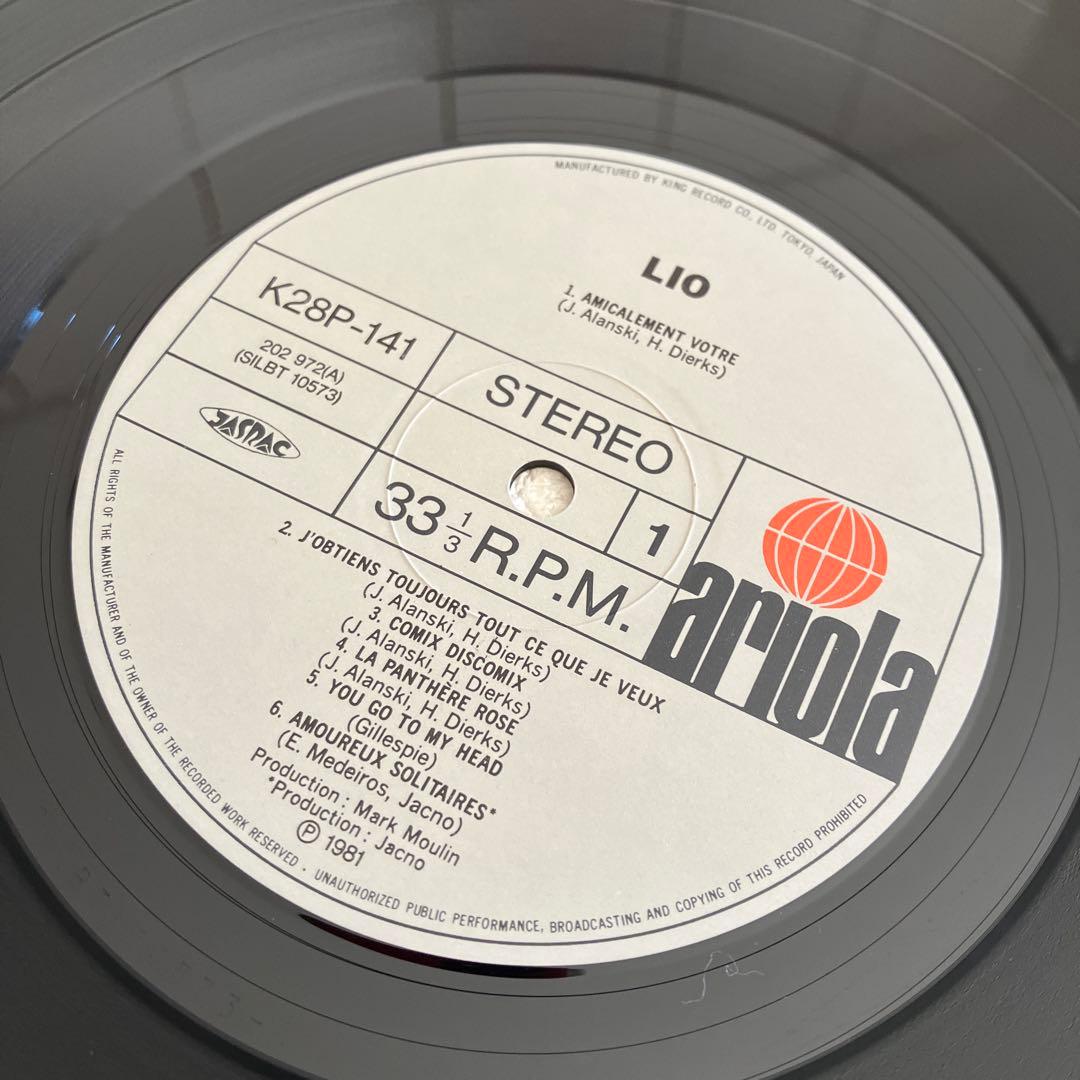 MANUFACTURED BY KING RECORD CO., LTD. TOKYO, JAPAN
LIO
1. AMICALEMENT VOTRE
(J. Alanski, H. Dierks)
K28P-141
202 972(A)
(SILBT 10573)
JASRAC
STEREO
33 1/3 R.P.M.
1
ariola
2. J'OBTIENS TOUJOURS TOUT CE QUE JE VEUX
(J. Alanski, H. Dierks)
3. COMIX DISCOMIX
(J. Alanski, H. Dierks)
4. LA PANTHÈRE ROSE
(J. Alanski, H. Dierks)
5. YOU GO TO MY HEAD
(Gillespie)
6. AMOUREUX SOLITAIRES*
(E. Medeiros, Jacno)
Production : Mark Moulin
*Production : Jacno
Ⓟ 1981
ALL RIGHTS OF THE MANUFACTURER AND OF THE OWNER OF THE RECORDED WORK RESERVED · UNAUTHORIZED PUBLIC PERFORMANCE, BROADCASTING AND COPYING OF THIS RECORD PROHIBITED